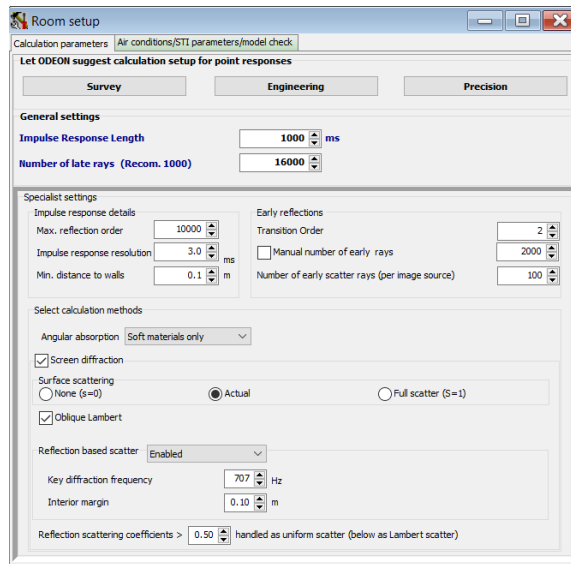 Room setup
Calculation parameters Air conditions/STI parameters/model check
Let ODEON suggest calculation setup for point responses
Survey Engineering Precision
General settings
Impulse Response Length 1000 ms
Number of late rays (Recom. 1000) 16000
Specialist settings
Impulse response details Early reflections
Max. reflection order 10000 Transition Order 2
Impulse response resolution 3.0 ms Manual number of early rays 2000
Min. distance to walls 0.1 m Number of early scatter rays (per image source) 100
Select calculation methods
Angular absorption Soft materials only
Screen diffraction
Surface scattering
None (s=0) Actual Full scatter (S=1)
Oblique Lambert
Reflection based scatter Enabled
Key diffraction frequency 707 Hz
Interior margin 0.10 m
Reflection scattering coefficients > 0.50 handled as uniform scatter (below as Lambert scatter)